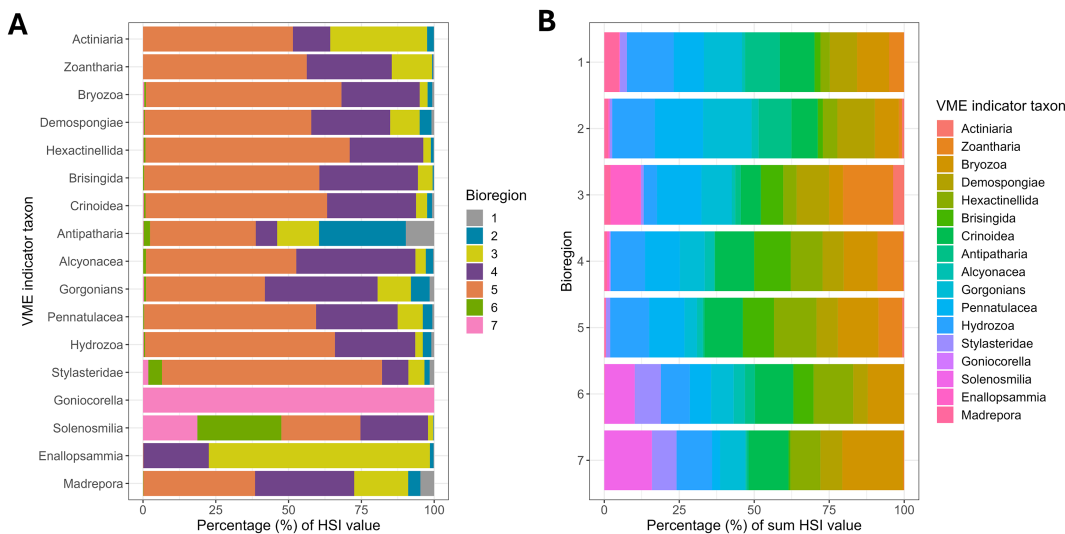 A
VME indicator taxon
Actiniaria
Zoantharia
Bryozoa
Demospongiae
Hexactinellida
Brisingida
Crinoidea
Antipatharia
Alcyonacea
Gorgonians
Pennatulacea
Hydrozoa
Stylasteridae
Goniocorella
Solenosmilia
Enallopsammia
Madrepora
0 25 50 75 100
Percentage (%) of HSI value
Bioregion
1
2
3
4
5
6
7
B
Bioregion
1
2
3
4
5
6
7
0 25 50 75 100
Percentage (%) of sum HSI value
VME indicator taxon
Actiniaria
Zoantharia
Bryozoa
Demospongiae
Hexactinellida
Brisingida
Crinoidea
Antipatharia
Alcyonacea
Gorgonians
Pennatulacea
Hydrozoa
Stylasteridae
Goniocorella
Solenosmilia
Enallopsammia
Madrepora